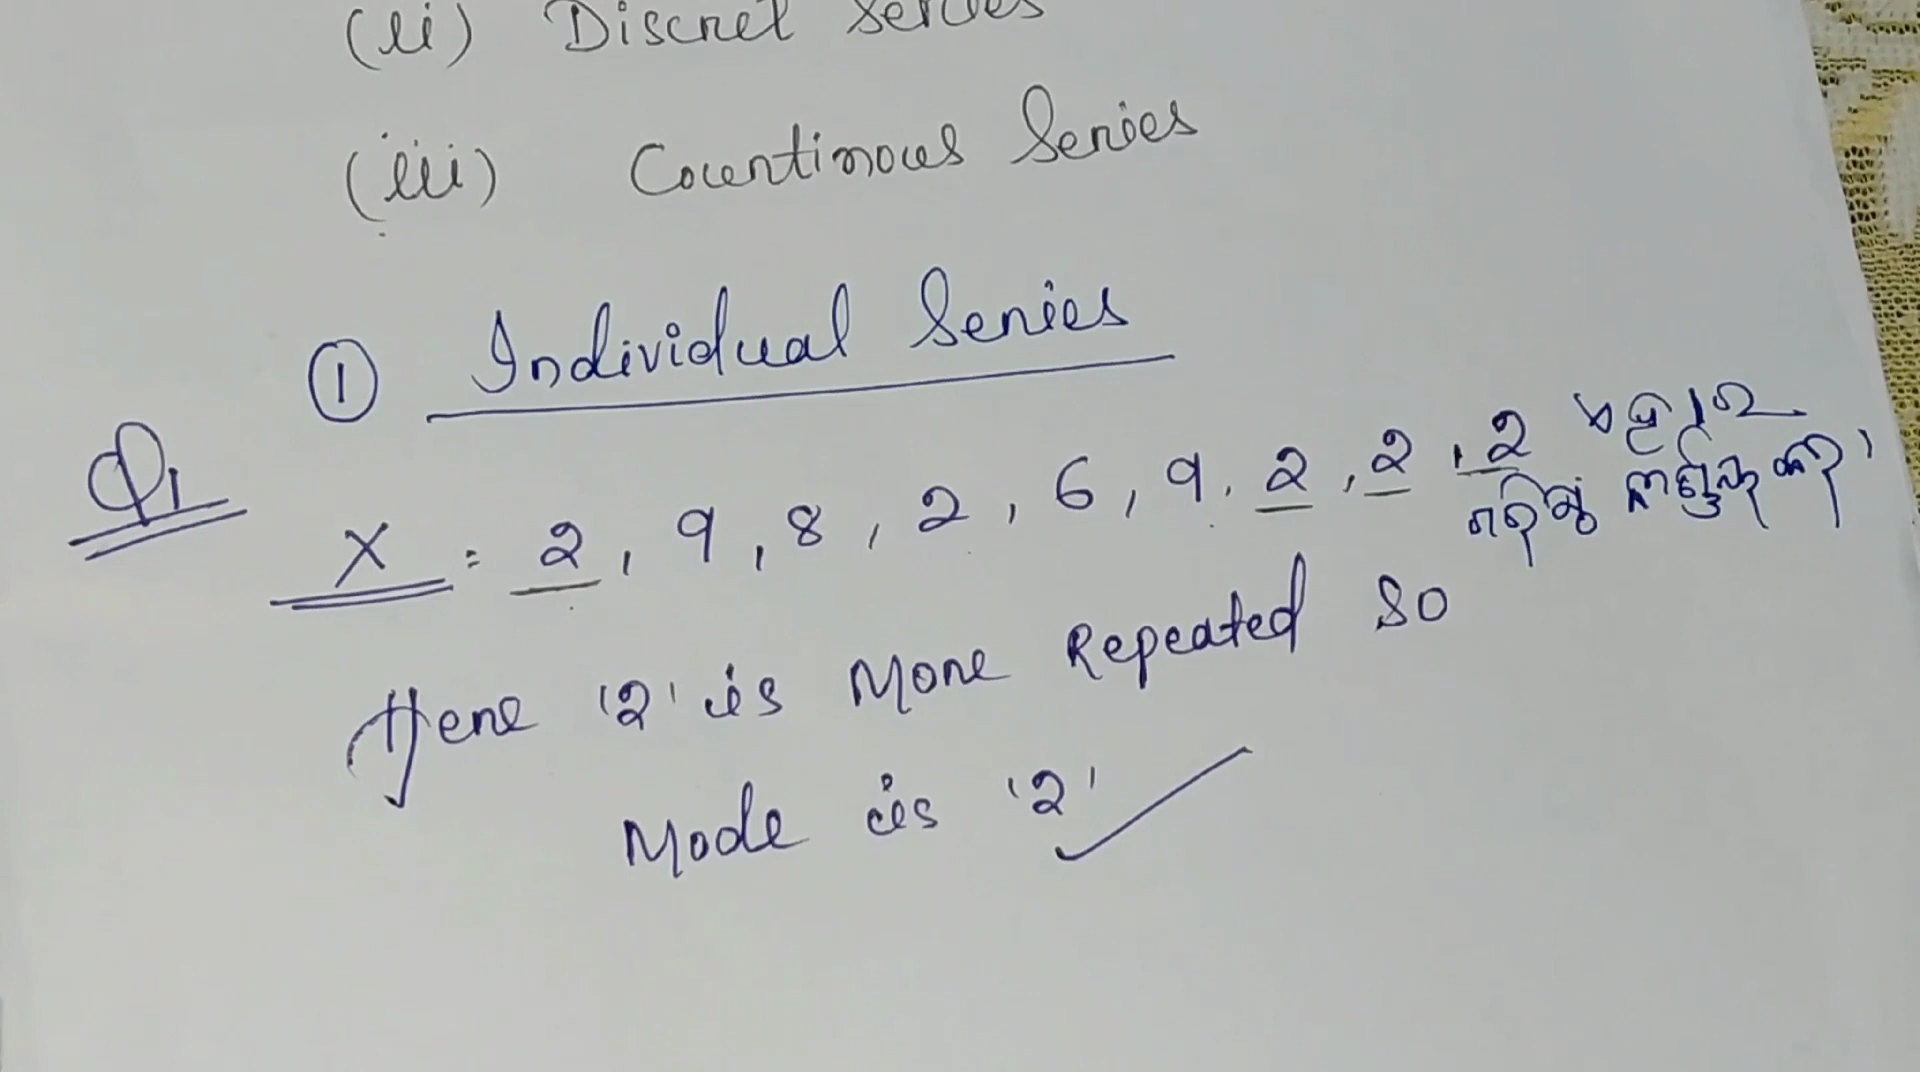 (ii) Discret Series
(iii) Countinous Series
① Individual Series
Q1
X : 2, 9, 8, 2, 6, 9, 2, 2, 2
Here '2' is More Repeated so
Mode is '2'